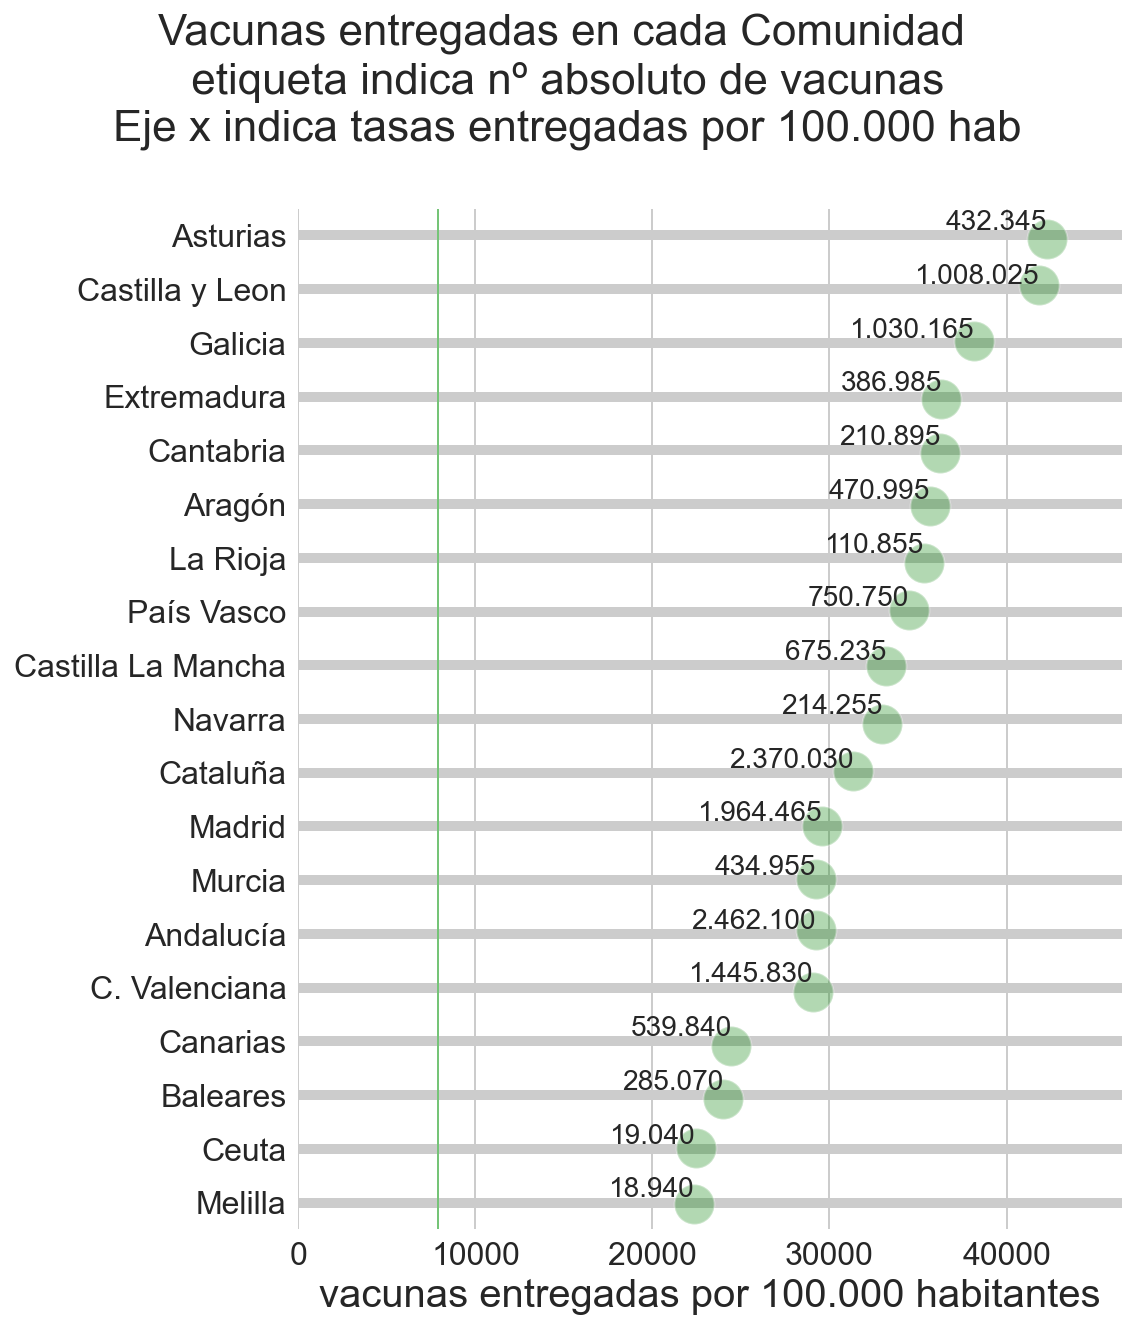 Vacunas entregadas en cada Comunidad
etiqueta indica nº absoluto de vacunas
Eje x indica tasas entregadas por 100.000 hab
Asturias 432.345
Castilla y Leon 1.008.025
Galicia 1.030.165
Extremadura 386.985
Cantabria 210.895
Aragón 470.995
La Rioja 110.855
País Vasco 750.750
Castilla La Mancha 675.235
Navarra 214.255
Cataluña 2.370.030
Madrid 1.964.465
Murcia 434.955
Andalucía 2.462.100
C. Valenciana 1.445.830
Canarias 539.840
Baleares 285.070
Ceuta 19.040
Melilla 18.940
0 10000 20000 30000 40000
vacunas entregadas por 100.000 habitantes